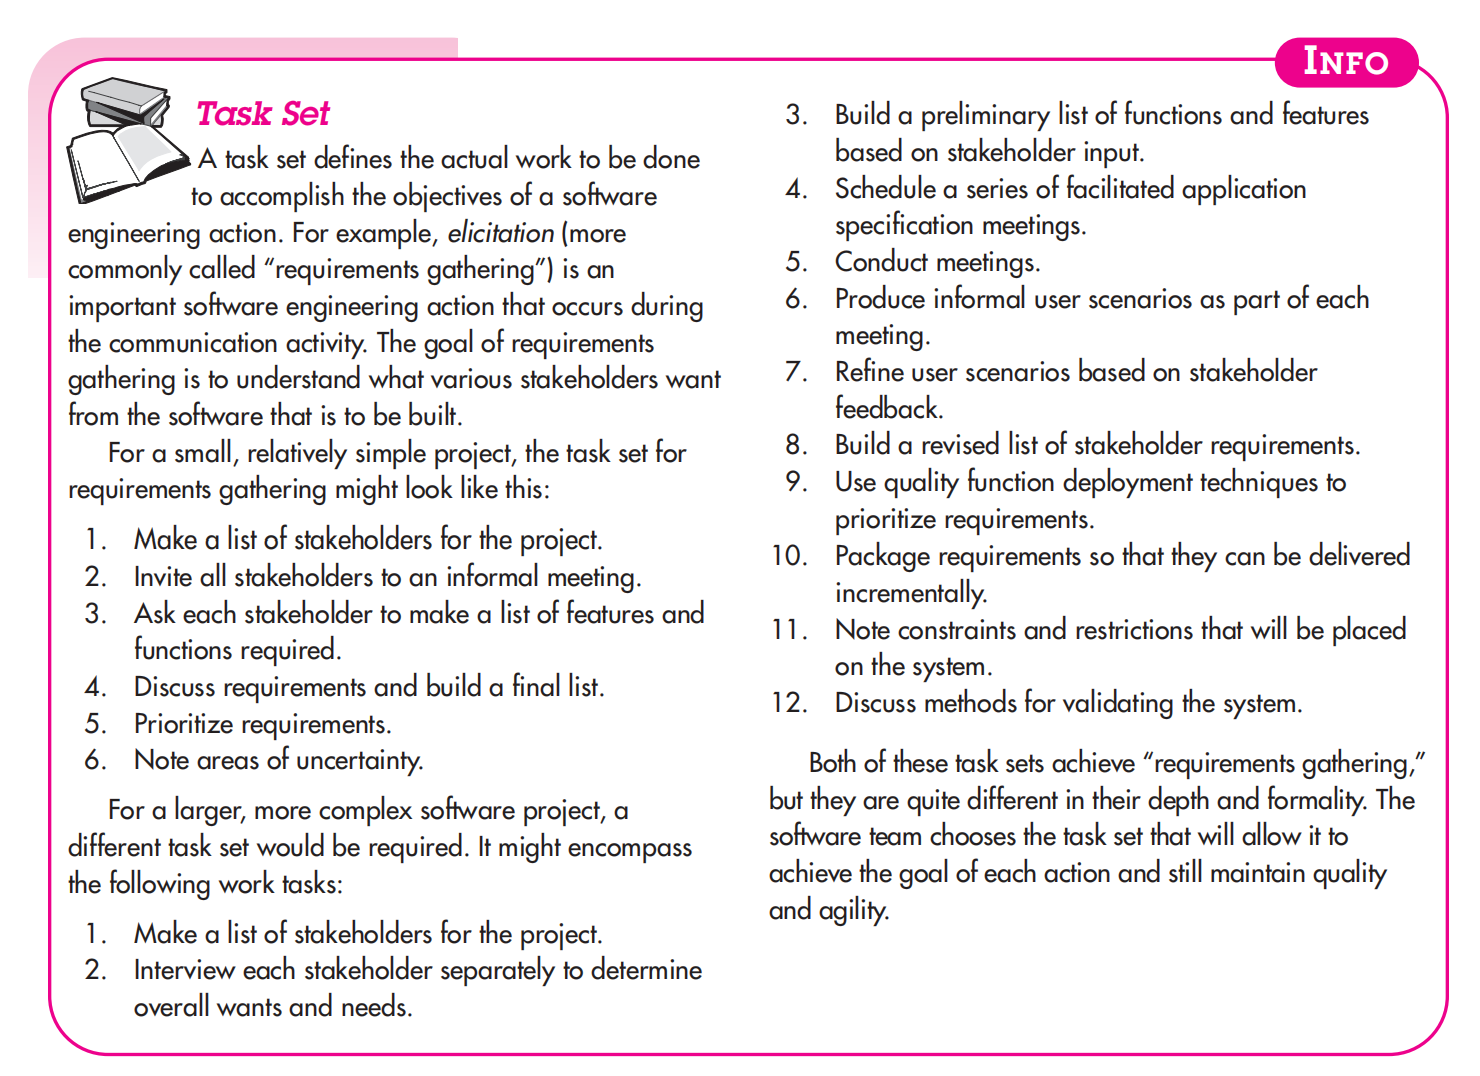 INFO
Task Set
A task set defines the actual work to be done
to accomplish the objectives of a software
engineering action. For example, elicitation (more
commonly called “requirements gathering”) is an
important software engineering action that occurs during
the communication activity. The goal of requirements
gathering is to understand what various stakeholders want
from the software that is to be built.
For a small, relatively simple project, the task set for
requirements gathering might look like this:
1. Make a list of stakeholders for the project.
2. Invite all stakeholders to an informal meeting.
3. Ask each stakeholder to make a list of features and
functions required.
4. Discuss requirements and build a final list.
5. Prioritize requirements.
6. Note areas of uncertainty.
For a larger, more complex software project, a
different task set would be required. It might encompass
the following work tasks:
1. Make a list of stakeholders for the project.
2. Interview each stakeholder separately to determine
overall wants and needs.
3. Build a preliminary list of functions and features
based on stakeholder input.
4. Schedule a series of facilitated application
specification meetings.
5. Conduct meetings.
6. Produce informal user scenarios as part of each
meeting.
7. Refine user scenarios based on stakeholder
feedback.
8. Build a revised list of stakeholder requirements.
9. Use quality function deployment techniques to
prioritize requirements.
10. Package requirements so that they can be delivered
incrementally.
11. Note constraints and restrictions that will be placed
on the system.
12. Discuss methods for validating the system.
Both of these task sets achieve “requirements gathering,”
but they are quite different in their depth and formality. The
software team chooses the task set that will allow it to
achieve the goal of each action and still maintain quality
and agility.